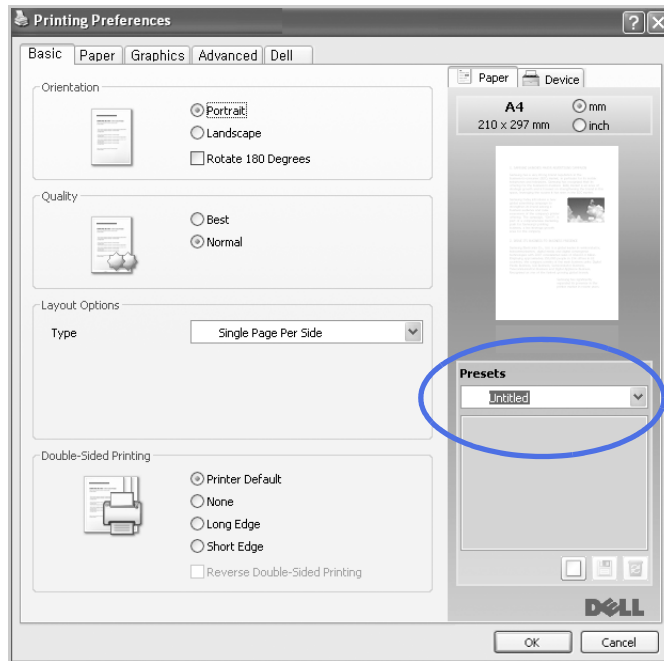 Printing Preferences
Basic Paper Graphics Advanced Dell
Orientation
Portrait
Landscape
Rotate 180 Degrees
Quality
Best
Normal
Layout Options
Type Single Page Per Side
Double-Sided Printing
Printer Default
None
Long Edge
Short Edge
Reverse Double-Sided Printing
Paper Device
A4 mm
210 x 297 mm inch
Presets
Untitled
DELL
OK Cancel